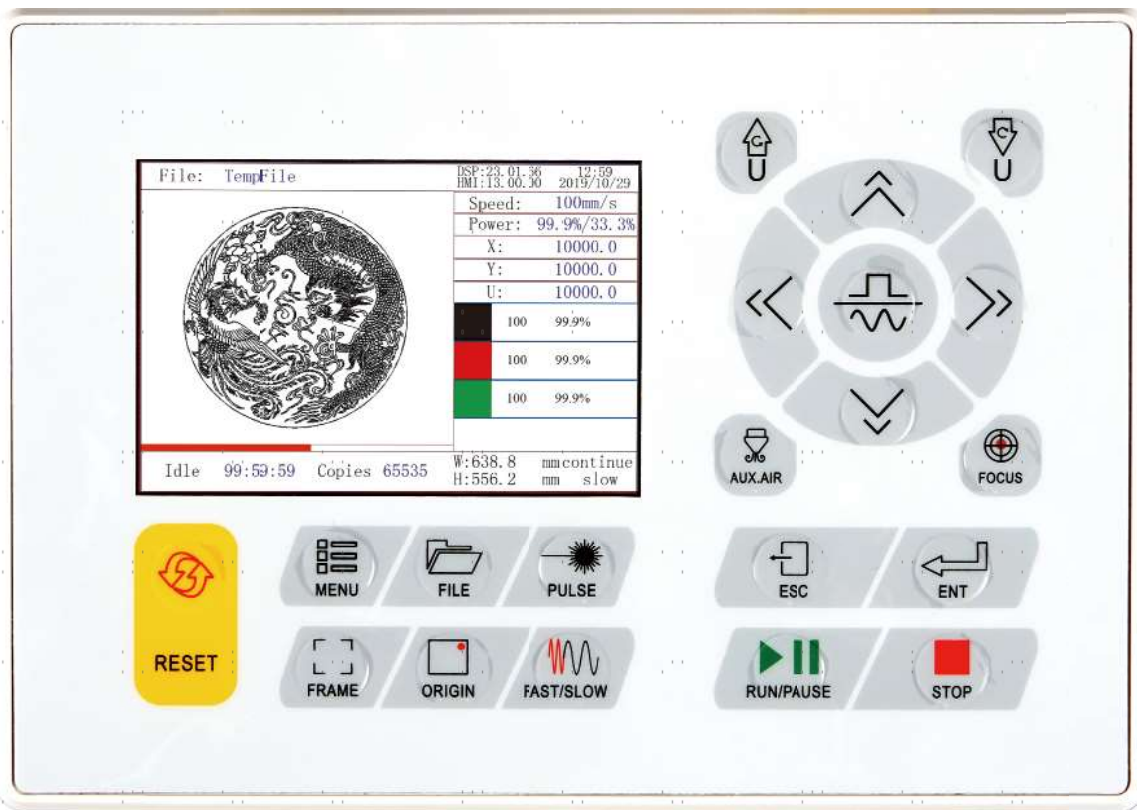 File: TempFile
DSP:23.01.56 12:59
HMI:13.00.30 2019/10/29
Speed: 100mm/s
Power: 99.9%/33.3%
X: 10000.0
Y: 10000.0
U: 10000.0
100 99.9%
100 99.9%
100 99.9%
Idle 99:59:59 Copies 65535
W:638.8 mm continue
H:556.2 mm slow
U
U
AUX.AIR
FOCUS
RESET
MENU
FILE
PULSE
ESC
ENT
FRAME
ORIGIN
FAST/SLOW
RUN/PAUSE
STOP